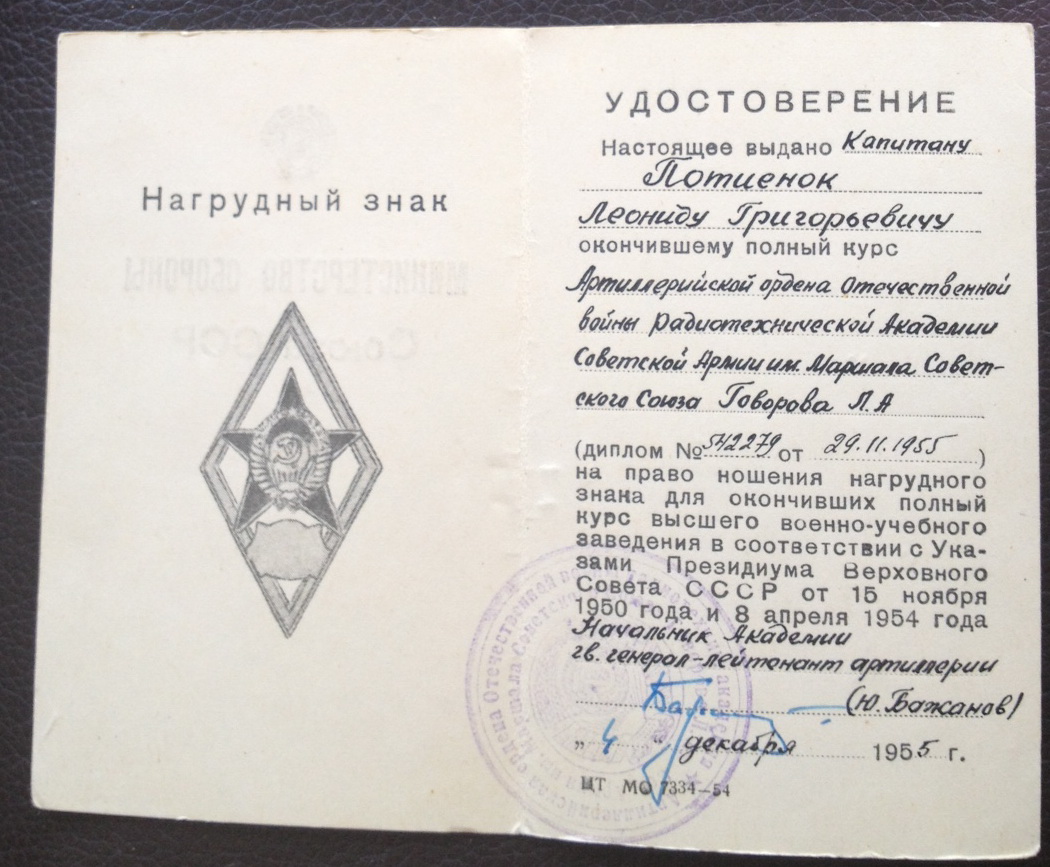 Нагрудный знак
УДОСТОВЕРЕНИЕ
Настоящее выдано Капитану
Потиенок
Леониду Григорьевичу
окончившему полный курс
Артиллерийской ордена Отечественной
войны Радиотехнической Академии
Советской Армии им. Маршала Совет-
ского Союза Говорова Л.А
(диплом № 542279 от 29.11.1955)
на право ношения нагрудного
знака для окончивших полный
курс высшего военно-учебного
заведения в соответствии с Ука-
зами Президиума Верховного
Совета СССР от 15 ноября
1950 года и 8 апреля 1954 года
Начальник Академии
гв. генерал-лейтенант артиллерии
(Ю. Бажанов)
„ 4 “ декабря 1955 г.
ЦТ МО 7334-54